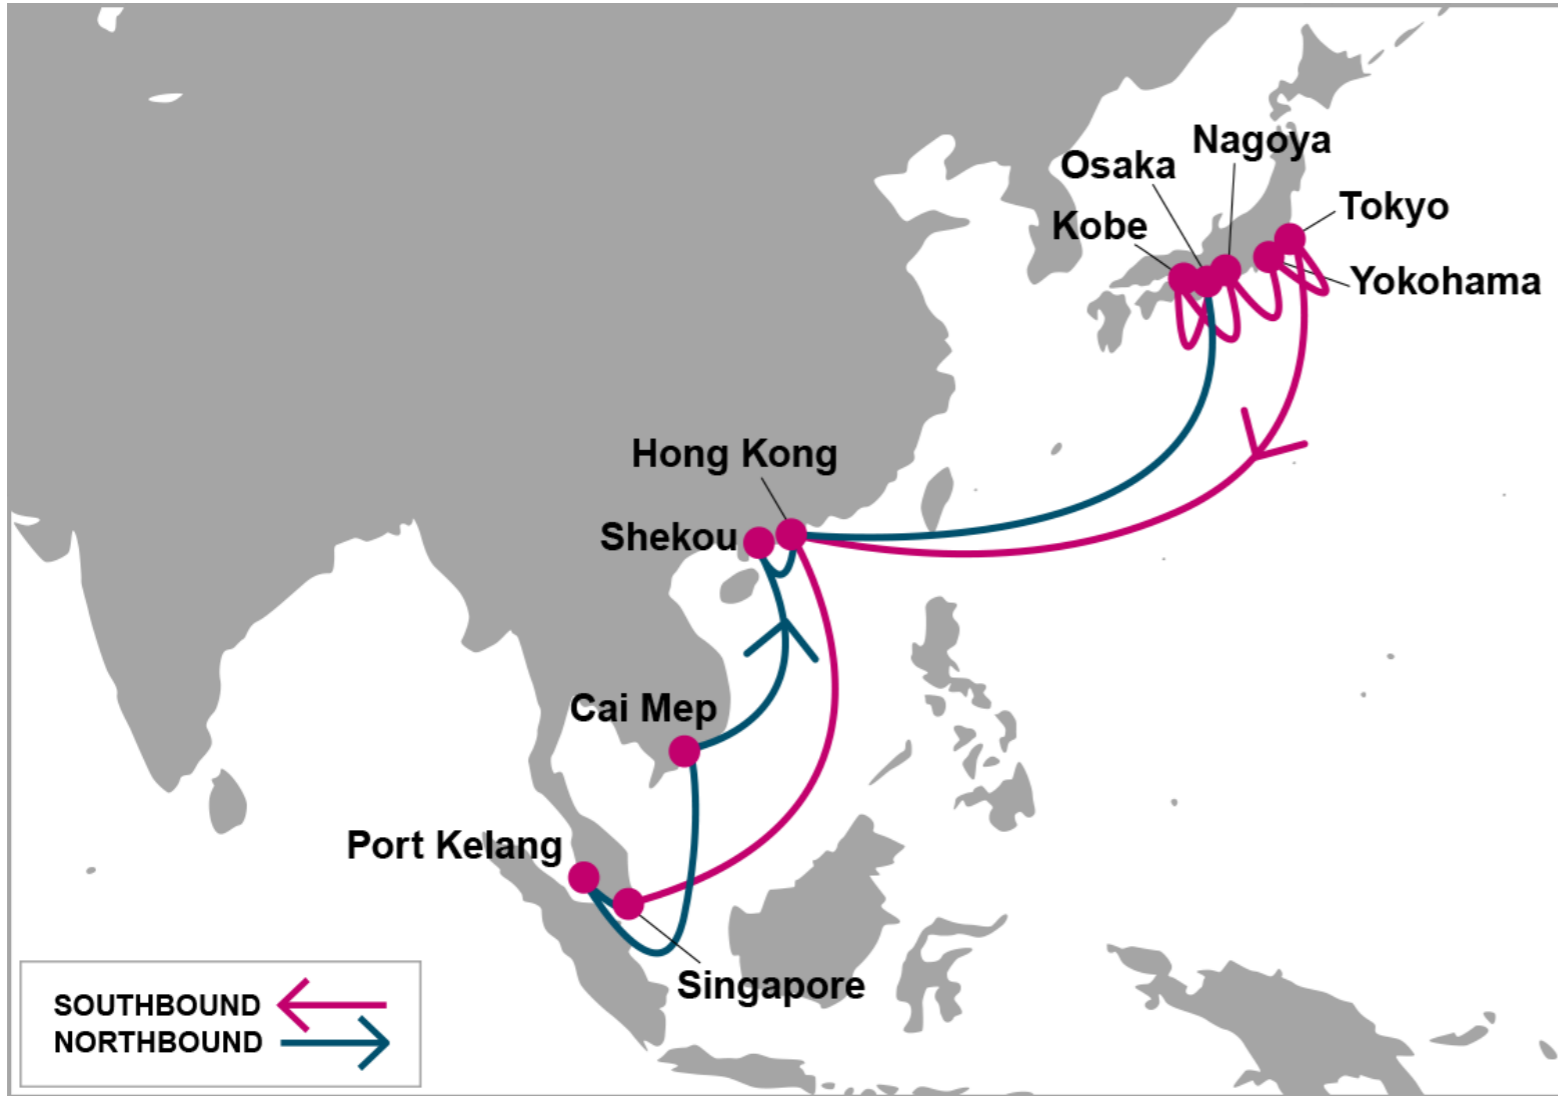 Nagoya
Osaka
Tokyo
Kobe
Yokohama
Hong Kong
Shekou
Cai Mep
Port Kelang
Singapore
SOUTHBOUND
NORTHBOUND